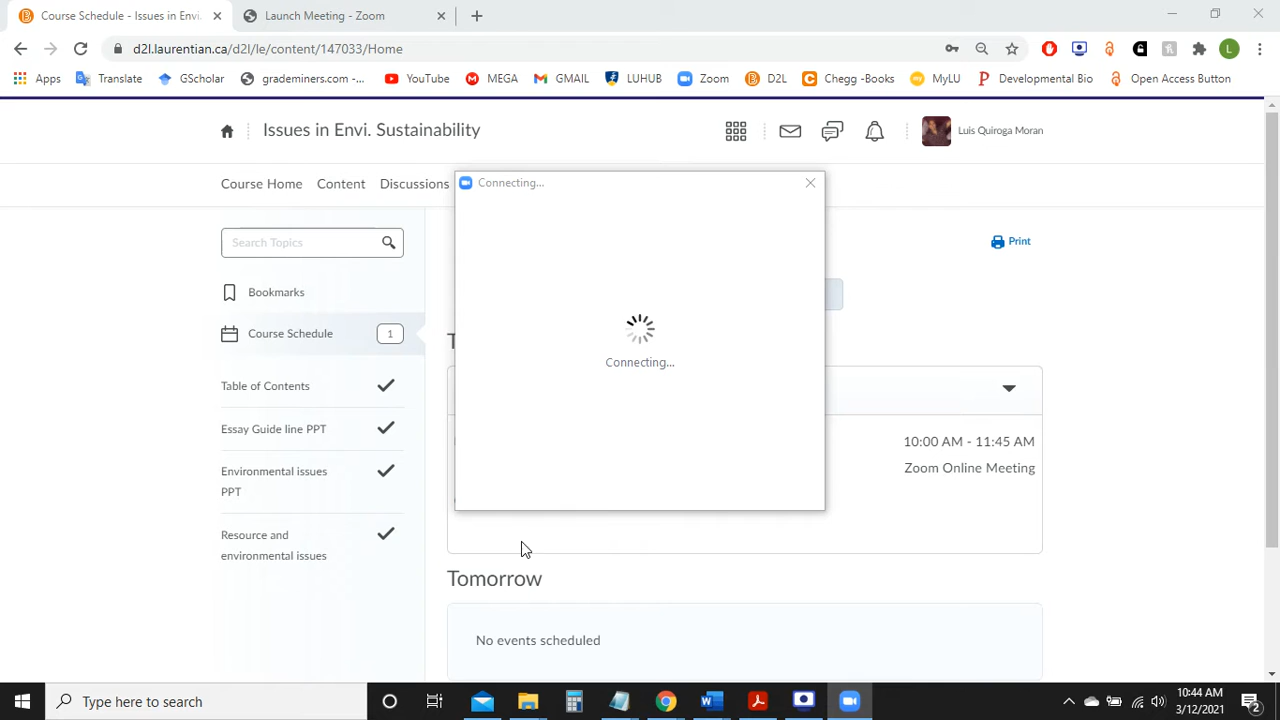 Course Schedule - Issues in Envi.
Launch Meeting - Zoom
d2l.laurentian.ca/d2l/le/content/147033/Home
L
Apps
Translate
GScholar
grademiners.com -...
YouTube
MEGA
GMAIL
LUHUB
Zoom
D2L
Chegg -Books
MyLU
Developmental Bio
Open Access Button
Issues in Envi. Sustainability
Luis Quiroga Moran
Course Home
Content
Discussions
Connecting...
Search Topics
Print
Bookmarks
Course Schedule
1
Connecting...
Table of Contents
Essay Guide line PPT
10:00 AM - 11:45 AM
Environmental issues
PPT
Zoom Online Meeting
Resource and
environmental issues
Tomorrow
No events scheduled
Type here to search
10:44 AM
3/12/2021
2